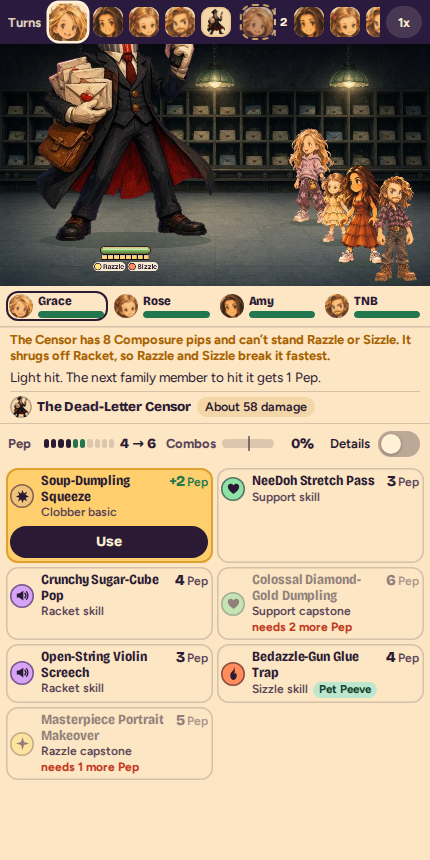 Turns
2
1x
Razzle Sizzle
Grace Rose Amy TNB
The Censor has 8 Composure pips and can't stand Razzle or Sizzle. It
shrugs off Racket, so Razzle and Sizzle break it fastest.
Light hit. The next family member to hit it gets 1 Pep.
The Dead-Letter Censor About 58 damage
Pep 4 → 6 Combos 0% Details
Soup-Dumpling
Squeeze
+2 Pep
Clobber basic
Use
NeeDoh Stretch Pass 3 Pep
Support skill
Crunchy Sugar-Cube
Pop
4 Pep
Racket skill
Colossal Diamond-
Gold Dumpling
6 Pep
Support capstone
needs 2 more Pep
Open-String Violin
Screech
3 Pep
Racket skill
Bedazzle-Gun Glue
Trap
4 Pep
Sizzle skill Pet Peeve
Masterpiece Portrait
Makeover
5 Pep
Razzle capstone
needs 1 more Pep